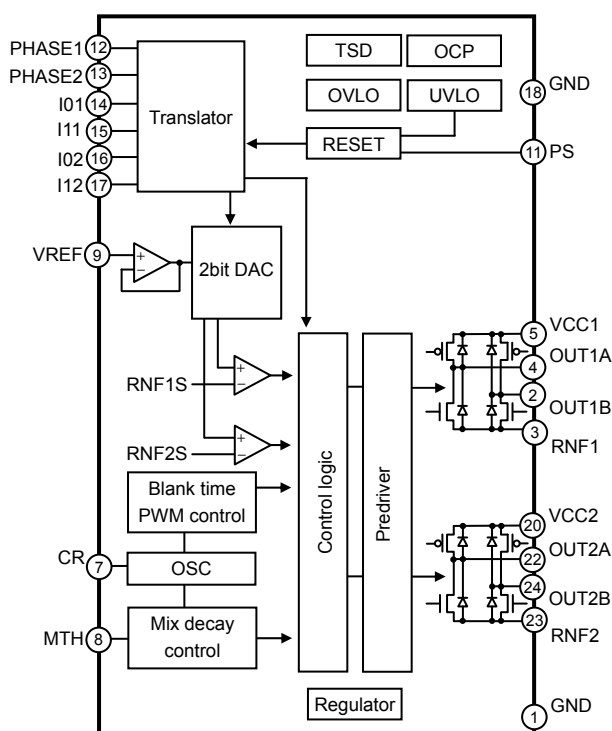 PHASE1
12
PHASE2
13
I01
14
I11
15
I02
16
I12
17
Translator
TSD
OCP
OVLO
UVLO
RESET
18
GND
11
PS
VREF
9
+
−
2bit DAC
RNF1S
+
−
RNF2S
+
−
Blank time
PWM control
CR
7
OSC
MTH
8
Mix decay
control
Control logic
Predriver
Regulator
5
VCC1
4
OUT1A
2
OUT1B
3
RNF1
20
VCC2
22
OUT2A
24
OUT2B
23
RNF2
1
GND